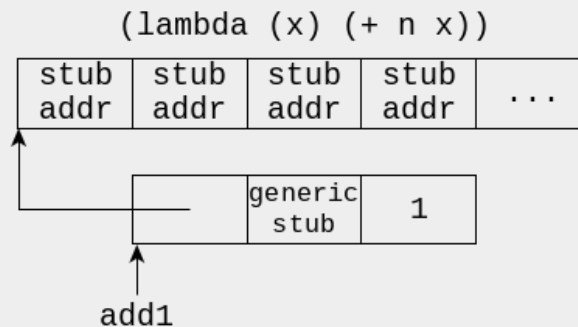 (lambda (x) (+ n x))
stub addr stub addr stub addr stub addr ...
generic stub 1
add1